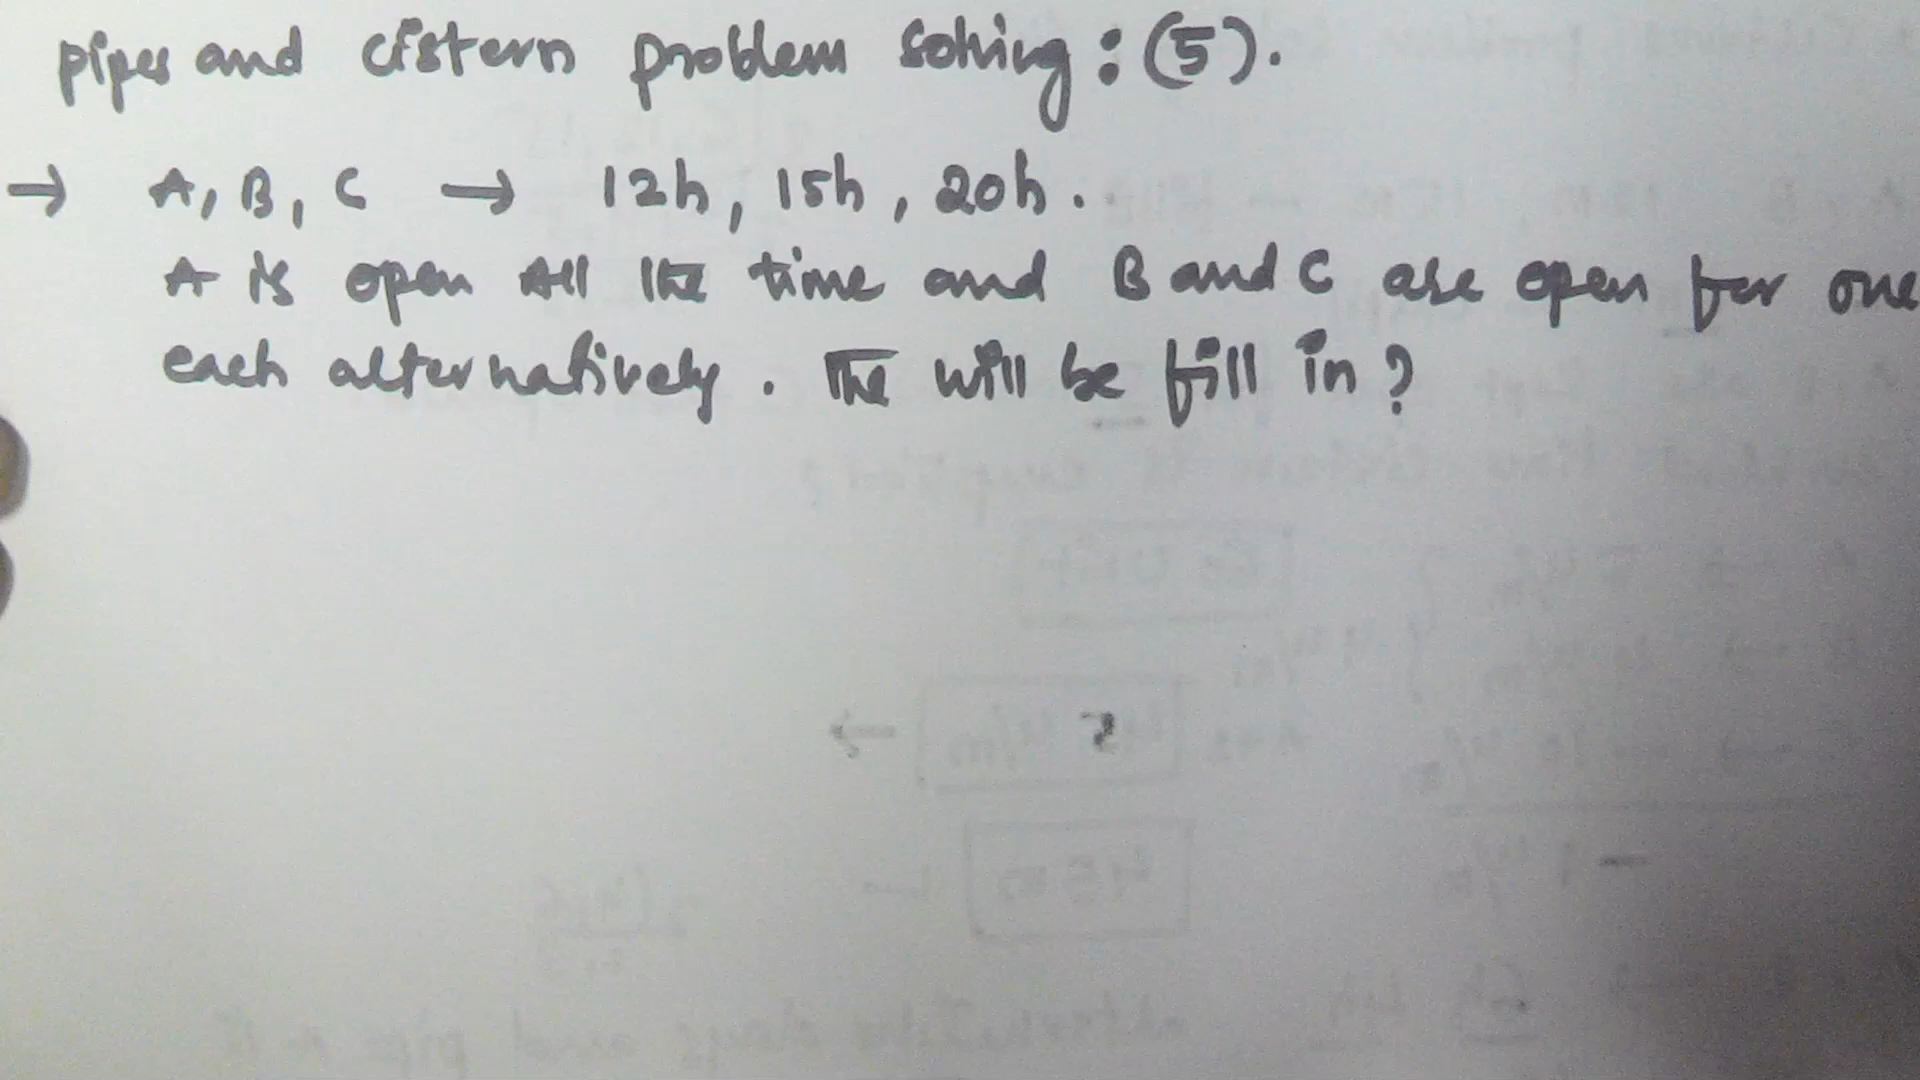 pipes and cistern problem solving : (5).
→ A, B, C → 12h, 15h, 20h.
A is open All the time and B and C are open for one
each alternatively. The will be fill in?